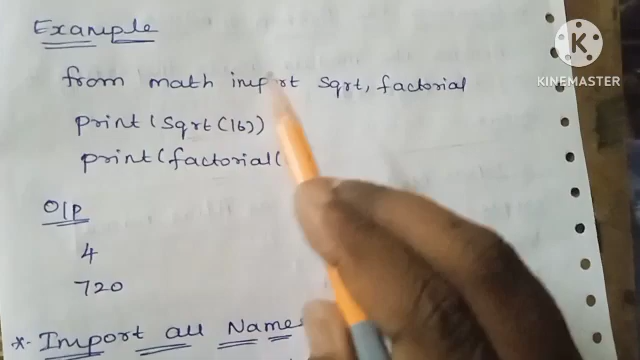 Example
from math import sqrt, factorial
print(sqrt(16))
print(factorial(
O/P
4
720
*. Import all Names
K
KINEMASTER